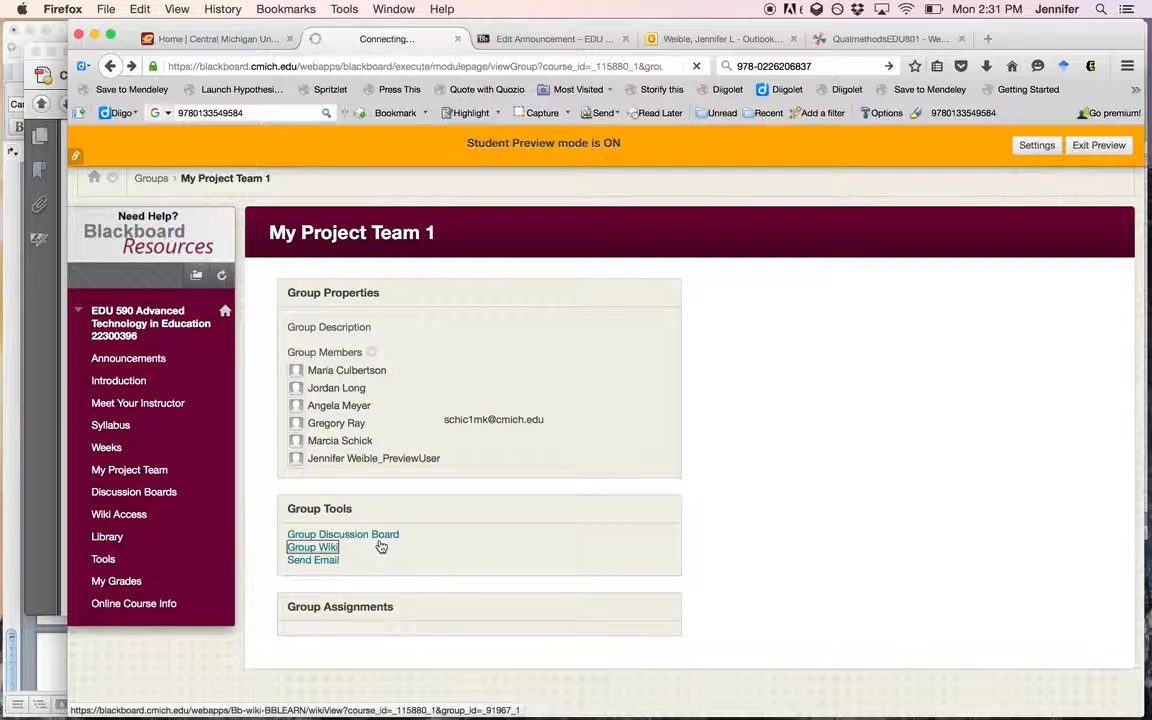 Firefox File Edit View History Bookmarks Tools Window Help Mon 2:31 PM Jennifer
Home | Central Michigan Un... Connecting... Edit Announcement – EDU ... Weible, Jennifer L - Outlook... QualmethodsEDU801 - We...
https://blackboard.cmich.edu/webapps/blackboard/execute/modulepage/viewGroup?course_id=_115880_1&grou 978-0226206837
Save to Mendeley Launch Hypothesi... Spritzlet Press This Quote with Quozio Most Visited Storify this Diigolet Diigolet Diigolet Save to Mendeley Getting Started
Diigo 9780133549584 Bookmark Highlight Capture Send Read Later Unread Recent Add a filter Options 9780133549584 Go premium!
Student Preview mode is ON
Settings Exit Preview
Groups My Project Team 1
Need Help?
Blackboard
Resources
My Project Team 1
EDU 590 Advanced
Technology in Education
22300396
Announcements
Introduction
Meet Your Instructor
Syllabus
Weeks
My Project Team
Discussion Boards
Wiki Access
Library
Tools
My Grades
Online Course Info
Group Properties
Group Description
Group Members
Maria Culbertson
Jordan Long
Angela Meyer
Gregory Ray
schic1mk@cmich.edu
Marcia Schick
Jennifer Weible_PreviewUser
Group Tools
Group Discussion Board
Group Wiki
Send Email
Group Assignments
https://blackboard.cmich.edu/webapps/Bb-wiki-BBLEARN/wikiView?course_id=_115880_1&group_id=_91967_1